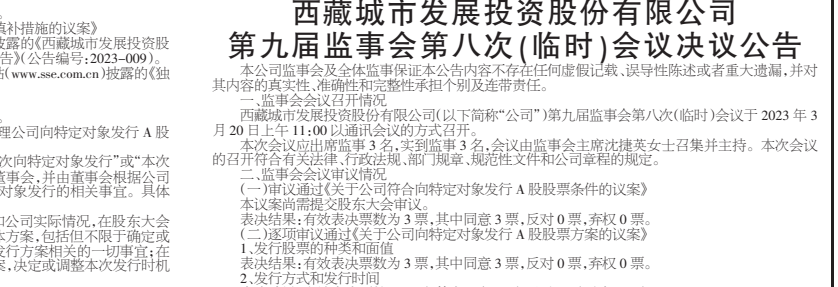 真补措施的议案》
披露的《西藏城市发展投资股
告》(公告编号:2023-009)。
站(www.sse.com.cn)披露的《独
理公司向特定对象发行 A 股
次向特定对象发行”或“本次
董事会,并由董事会根据公司
对象发行的相关事宜。具体
和公司实际情况,在股东大会
本方案,包括但不限于确定或
发行方案相关的一切事宜;在
案,决定或调整本次发行时机
西藏城市发展投资股份有限公司
第九届监事会第八次(临时)会议决议公告
本公司监事会及全体监事保证本公告内容不存在任何虚假记载、误导性陈述或者重大遗漏,并对
其内容的真实性、准确性和完整性承担个别及连带责任。
一、监事会会议召开情况
西藏城市发展投资股份有限公司(以下简称“公司”)第九届监事会第八次(临时)会议于 2023 年 3
月 20 日上午 11:00 以通讯会议的方式召开。
本次会议应出席监事 3 名,实到监事 3 名,会议由监事会主席沈捷英女士召集并主持。本次会议
的召开符合有关法律、行政法规、部门规章、规范性文件和公司章程的规定。
二、监事会会议审议情况
(一)审议通过《关于公司符合向特定对象发行 A 股股票条件的议案》
本议案尚需提交股东大会审议。
表决结果:有效表决票数为 3 票,其中同意 3 票,反对 0 票,弃权 0 票。
(二)逐项审议通过《关于公司向特定对象发行 A 股股票方案的议案》
1、发行股票的种类和面值
表决结果:有效表决票数为 3 票,其中同意 3 票,反对 0 票,弃权 0 票。
2、发行方式和发行时间